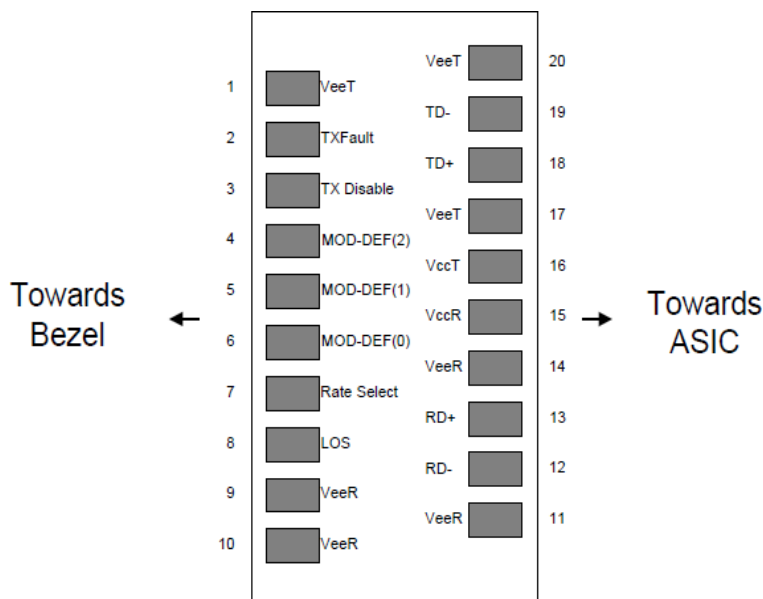 1 VeeT
2 TXFault
3 TX Disable
4 MOD-DEF(2)
5 MOD-DEF(1)
6 MOD-DEF(0)
7 Rate Select
8 LOS
9 VeeR
10 VeeR
VeeT 20
TD- 19
TD+ 18
VeeT 17
VccT 16
VccR 15
VeeR 14
RD+ 13
RD- 12
VeeR 11
Towards
Bezel
Towards
ASIC